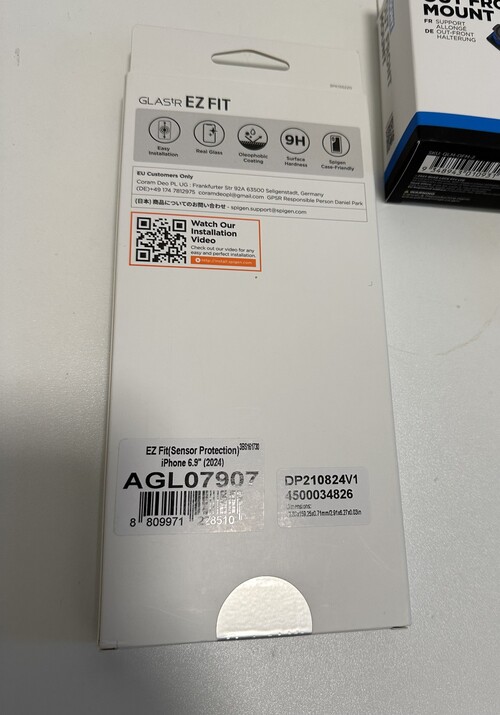 GLAS.tR EZ FIT
Easy Installation
Real Glass
Oleophobic Coating
9H
Surface Hardness
Spigen Case-Friendly
EU Customers Only
Coram Deo PL UG : Frankfurter Str 92A 63500 Seligenstadt, Germany
(DE)+49 174 7812975 coramdeopl@gmail.com GPSR Responsible Person Daniel Park
(日本) 商品についてのお問い合わせ - spigen.support@spigen.com
Watch Our
Installation
Video
Check out our video for any
easy and perfect installation.
EZ Fit(Sensor Protection)
iPhone 6.9" (2024)
AGL07907
8 809971 228510
DP210824V1
4500034826
MOUNT
FR SUPPORT
ALLONGÉ
DE OUT-FRONT
HALTERUNG